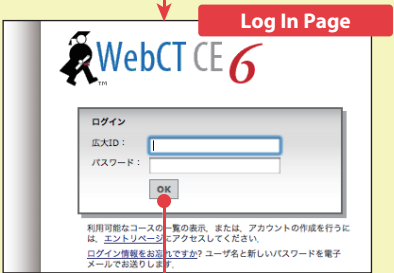 Log In Page
WebCT CE 6
TM
ログイン
広大ID：
パスワード：
OK
利用可能なコースの一覧の表示、または、アカウントの作成を行うに
は、エントリページにアクセスしてください。
ログイン情報をお忘れですか? ユーザ名と新しいパスワードを電子
メールでお送りします。